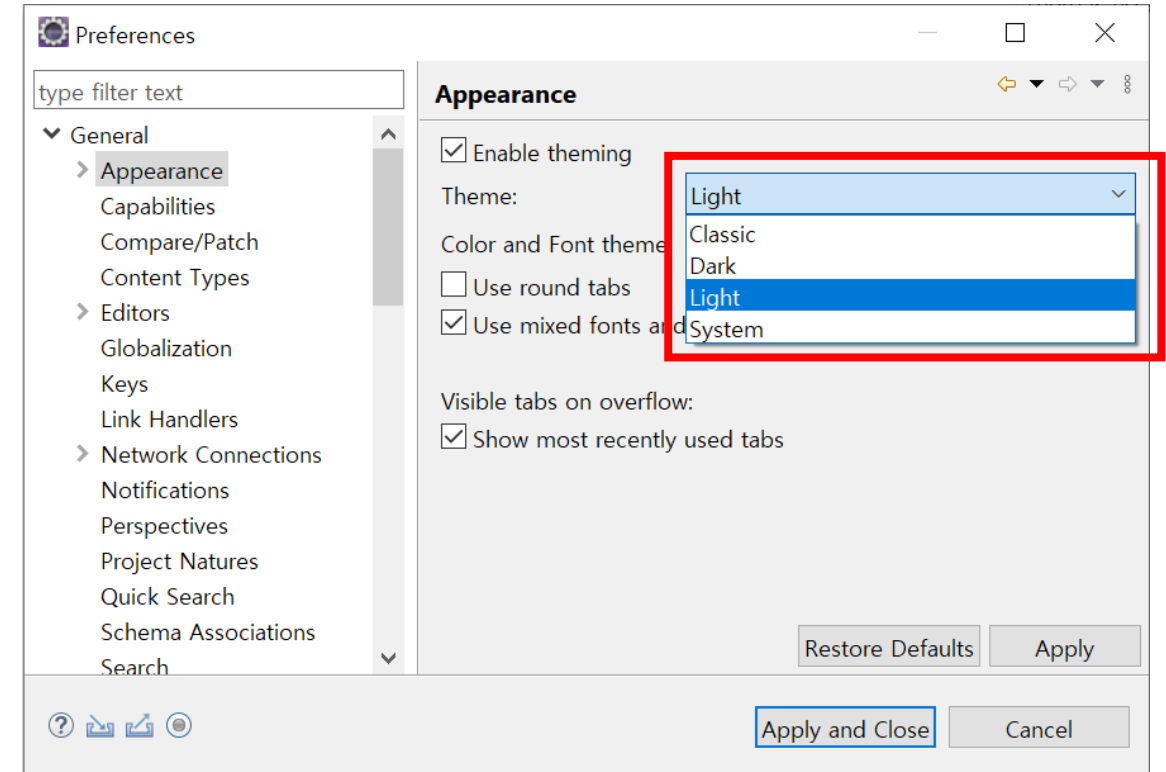 Preferences
type filter text
General
Appearance
Capabilities
Compare/Patch
Content Types
Editors
Globalization
Keys
Link Handlers
Network Connections
Notifications
Perspectives
Project Natures
Quick Search
Schema Associations
Search
Appearance
Enable theming
Theme:
Light
Classic
Dark
Light
System
Color and Font theme
Use round tabs
Use mixed fonts and
Visible tabs on overflow:
Show most recently used tabs
Restore Defaults
Apply
Apply and Close
Cancel